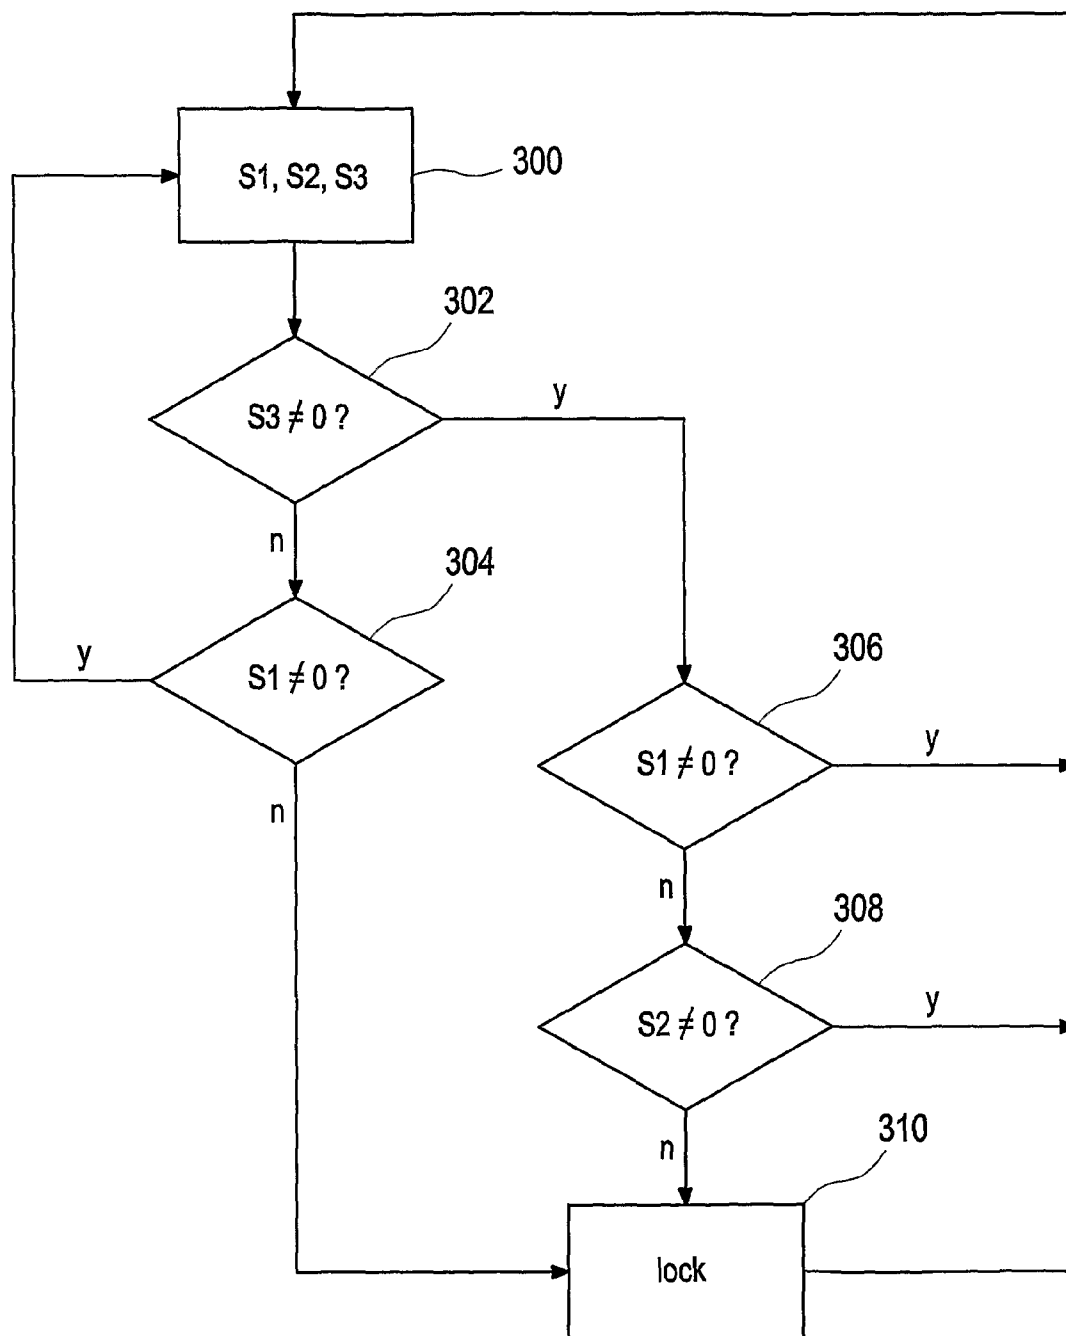 S1, S2, S3
300
302
S3 ≠ 0 ?
y
n
304
S1 ≠ 0 ?
y
n
306
S1 ≠ 0 ?
y
n
308
S2 ≠ 0 ?
y
n
310
lock